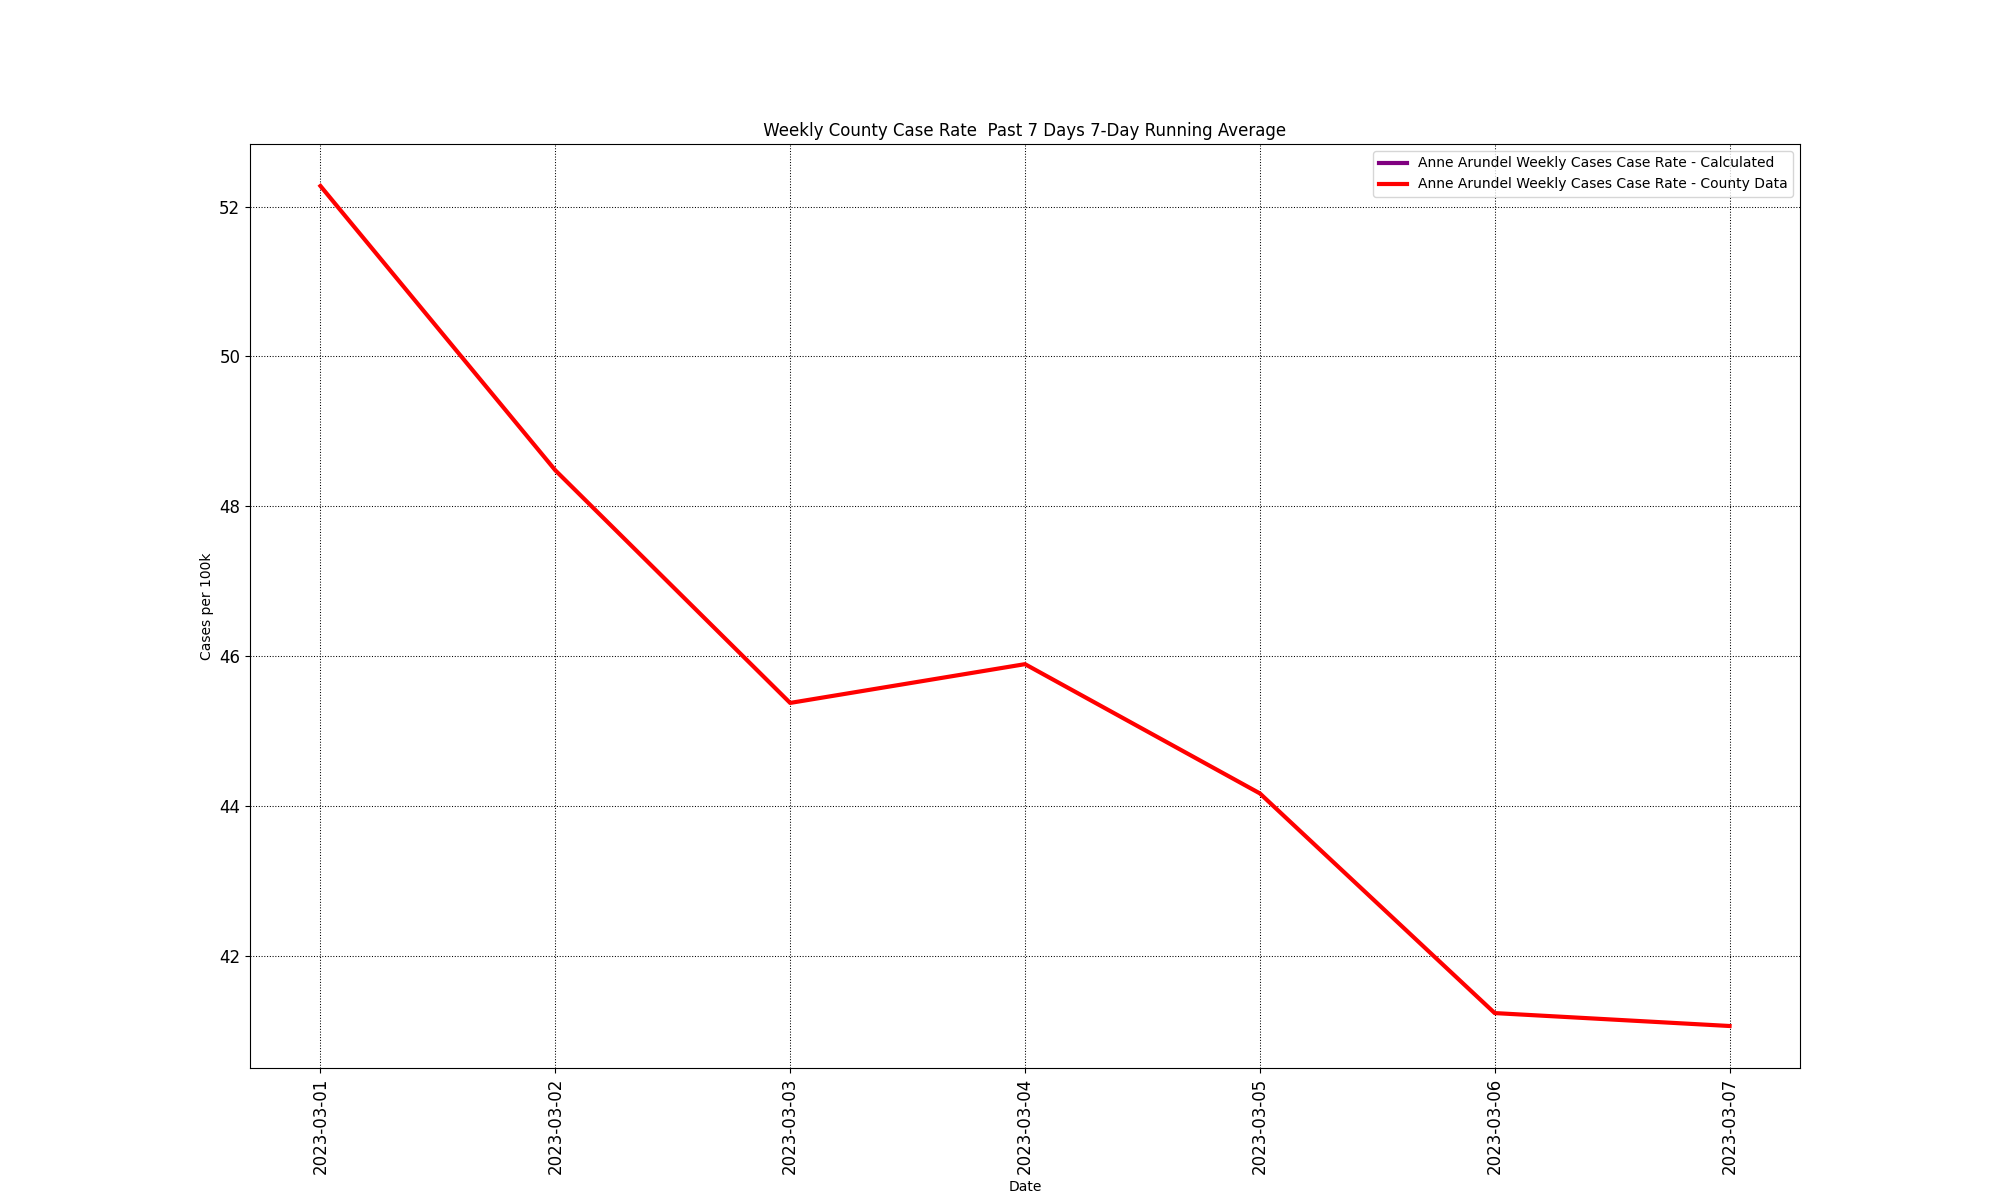 Weekly County Case Rate  Past 7 Days 7-Day Running Average
Anne Arundel Weekly Cases Case Rate - Calculated
Anne Arundel Weekly Cases Case Rate - County Data
52
50
48
46
44
42
Cases per 100k
2023-03-01
2023-03-02
2023-03-03
2023-03-04
2023-03-05
2023-03-06
2023-03-07
Date